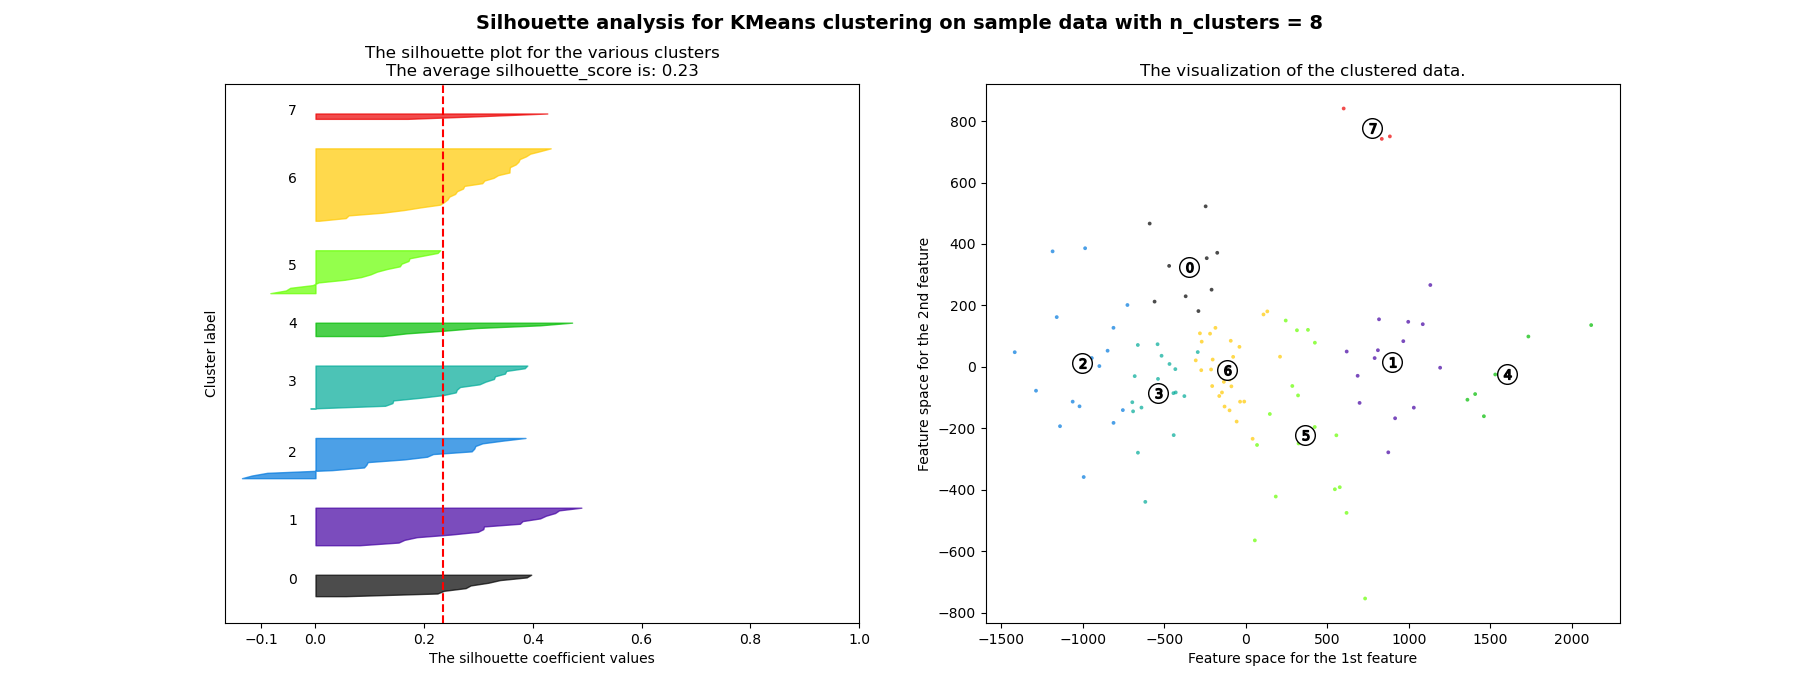 Silhouette analysis for KMeans clustering on sample data with n_clusters = 8
The silhouette plot for the various clusters
The average silhouette_score is: 0.23
7
6
5
4
3
2
1
0
Cluster label
−0.1 0.0 0.2 0.4 0.6 0.8 1.0
The silhouette coefficient values
The visualization of the clustered data.
800
600
400
200
0
−200
−400
−600
−800
Feature space for the 2nd feature
7
0
2
1
6
4
3
5
−1500 −1000 −500 0 500 1000 1500 2000
Feature space for the 1st feature